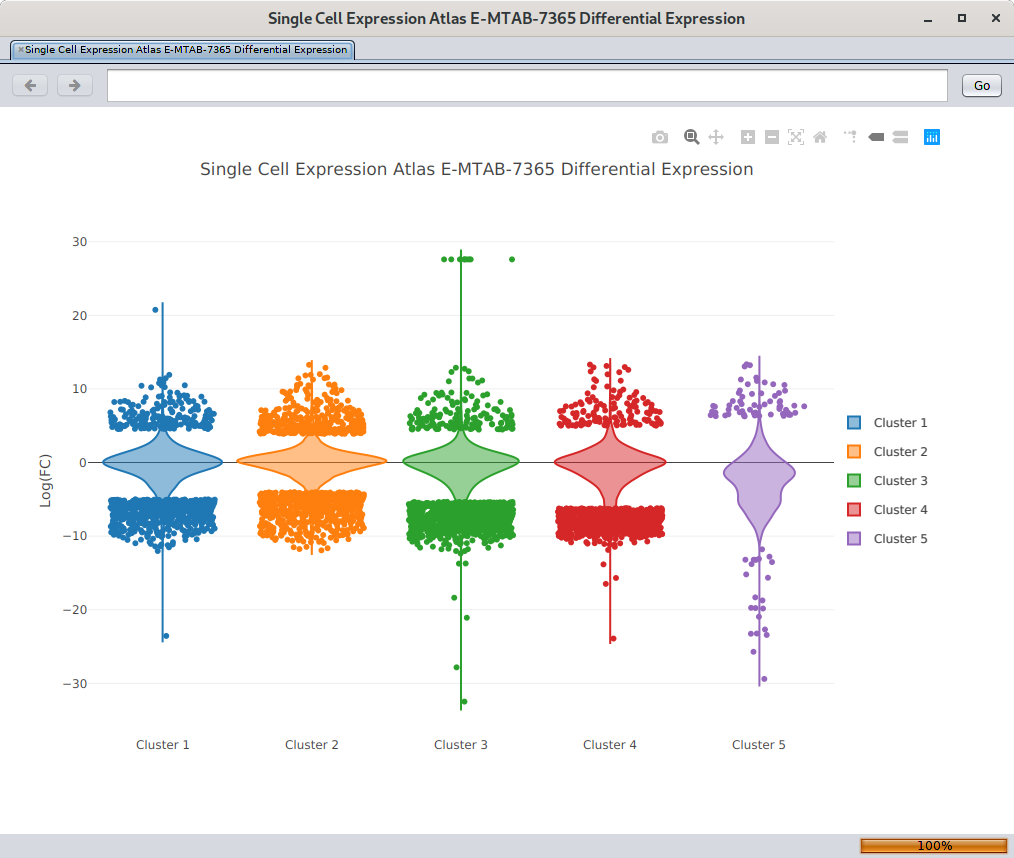 Single Cell Expression Atlas E-MTAB-7365 Differential Expression
Single Cell Expression Atlas E-MTAB-7365 Differential Expression
Go
Single Cell Expression Atlas E-MTAB-7365 Differential Expression
30
20
10
0
−10
−20
−30
Log(FC)
Cluster 1
Cluster 2
Cluster 3
Cluster 4
Cluster 5
Cluster 1
Cluster 2
Cluster 3
Cluster 4
Cluster 5
100%